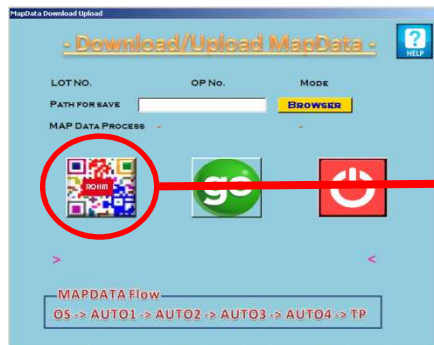 MapData Download Upload
- Download/Upload MapData -
?
HELP
LOT NO. OP NO. MODE
PATH FOR SAVE BROWSER
MAP DATA PROCESS - -
ROHM go
> <
MAPDATA Flow
OS -> AUTO1 -> AUTO2 -> AUTO3 -> AUTO4 -> TP